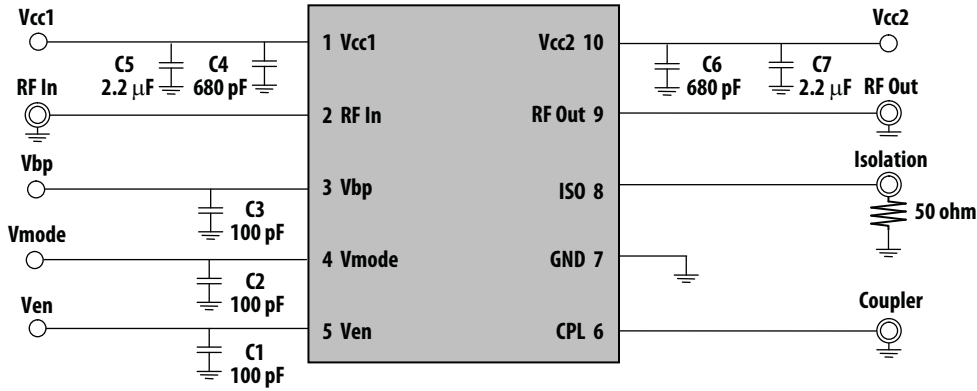 Vcc1
C5
2.2 μF
C4
680 pF
1 Vcc1
Vcc2 10
C6
680 pF
C7
2.2 μF
Vcc2
RF In
2 RF In
RF Out 9
RF Out
Vbp
C3
100 pF
3 Vbp
ISO 8
Isolation
50 ohm
Vmode
C2
100 pF
4 Vmode
GND 7
Ven
C1
100 pF
5 Ven
CPL 6
Coupler